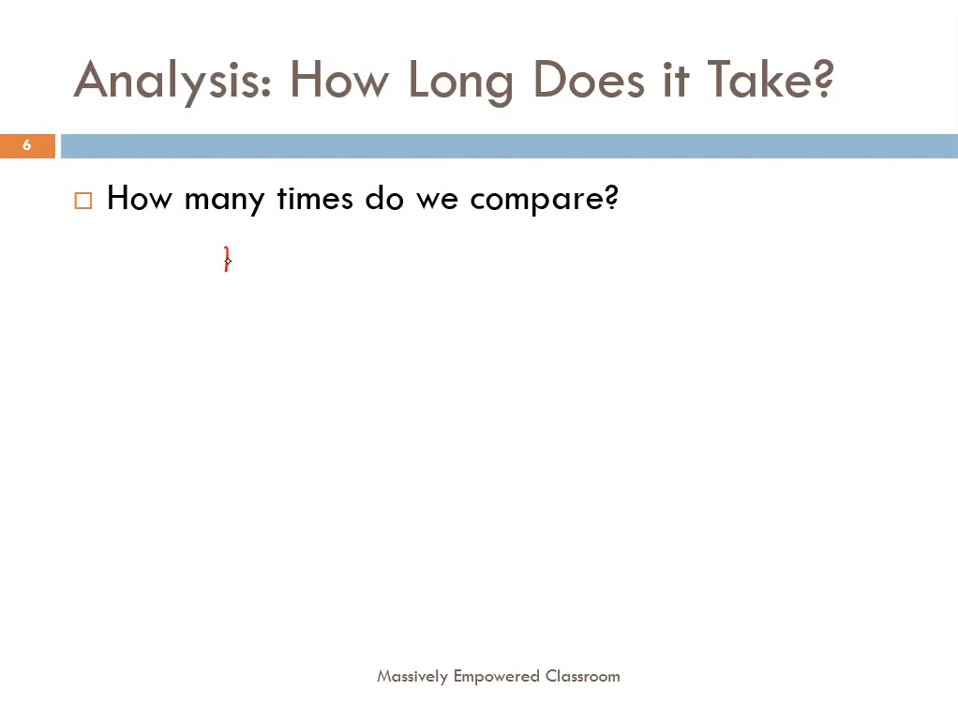 Analysis: How Long Does it Take?
6
How many times do we compare?
Massively Empowered Classroom